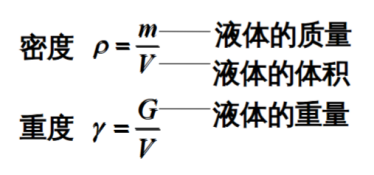 密度 ρ = m/V 液体的质量
液体的体积
重度 γ = G/V 液体的重量